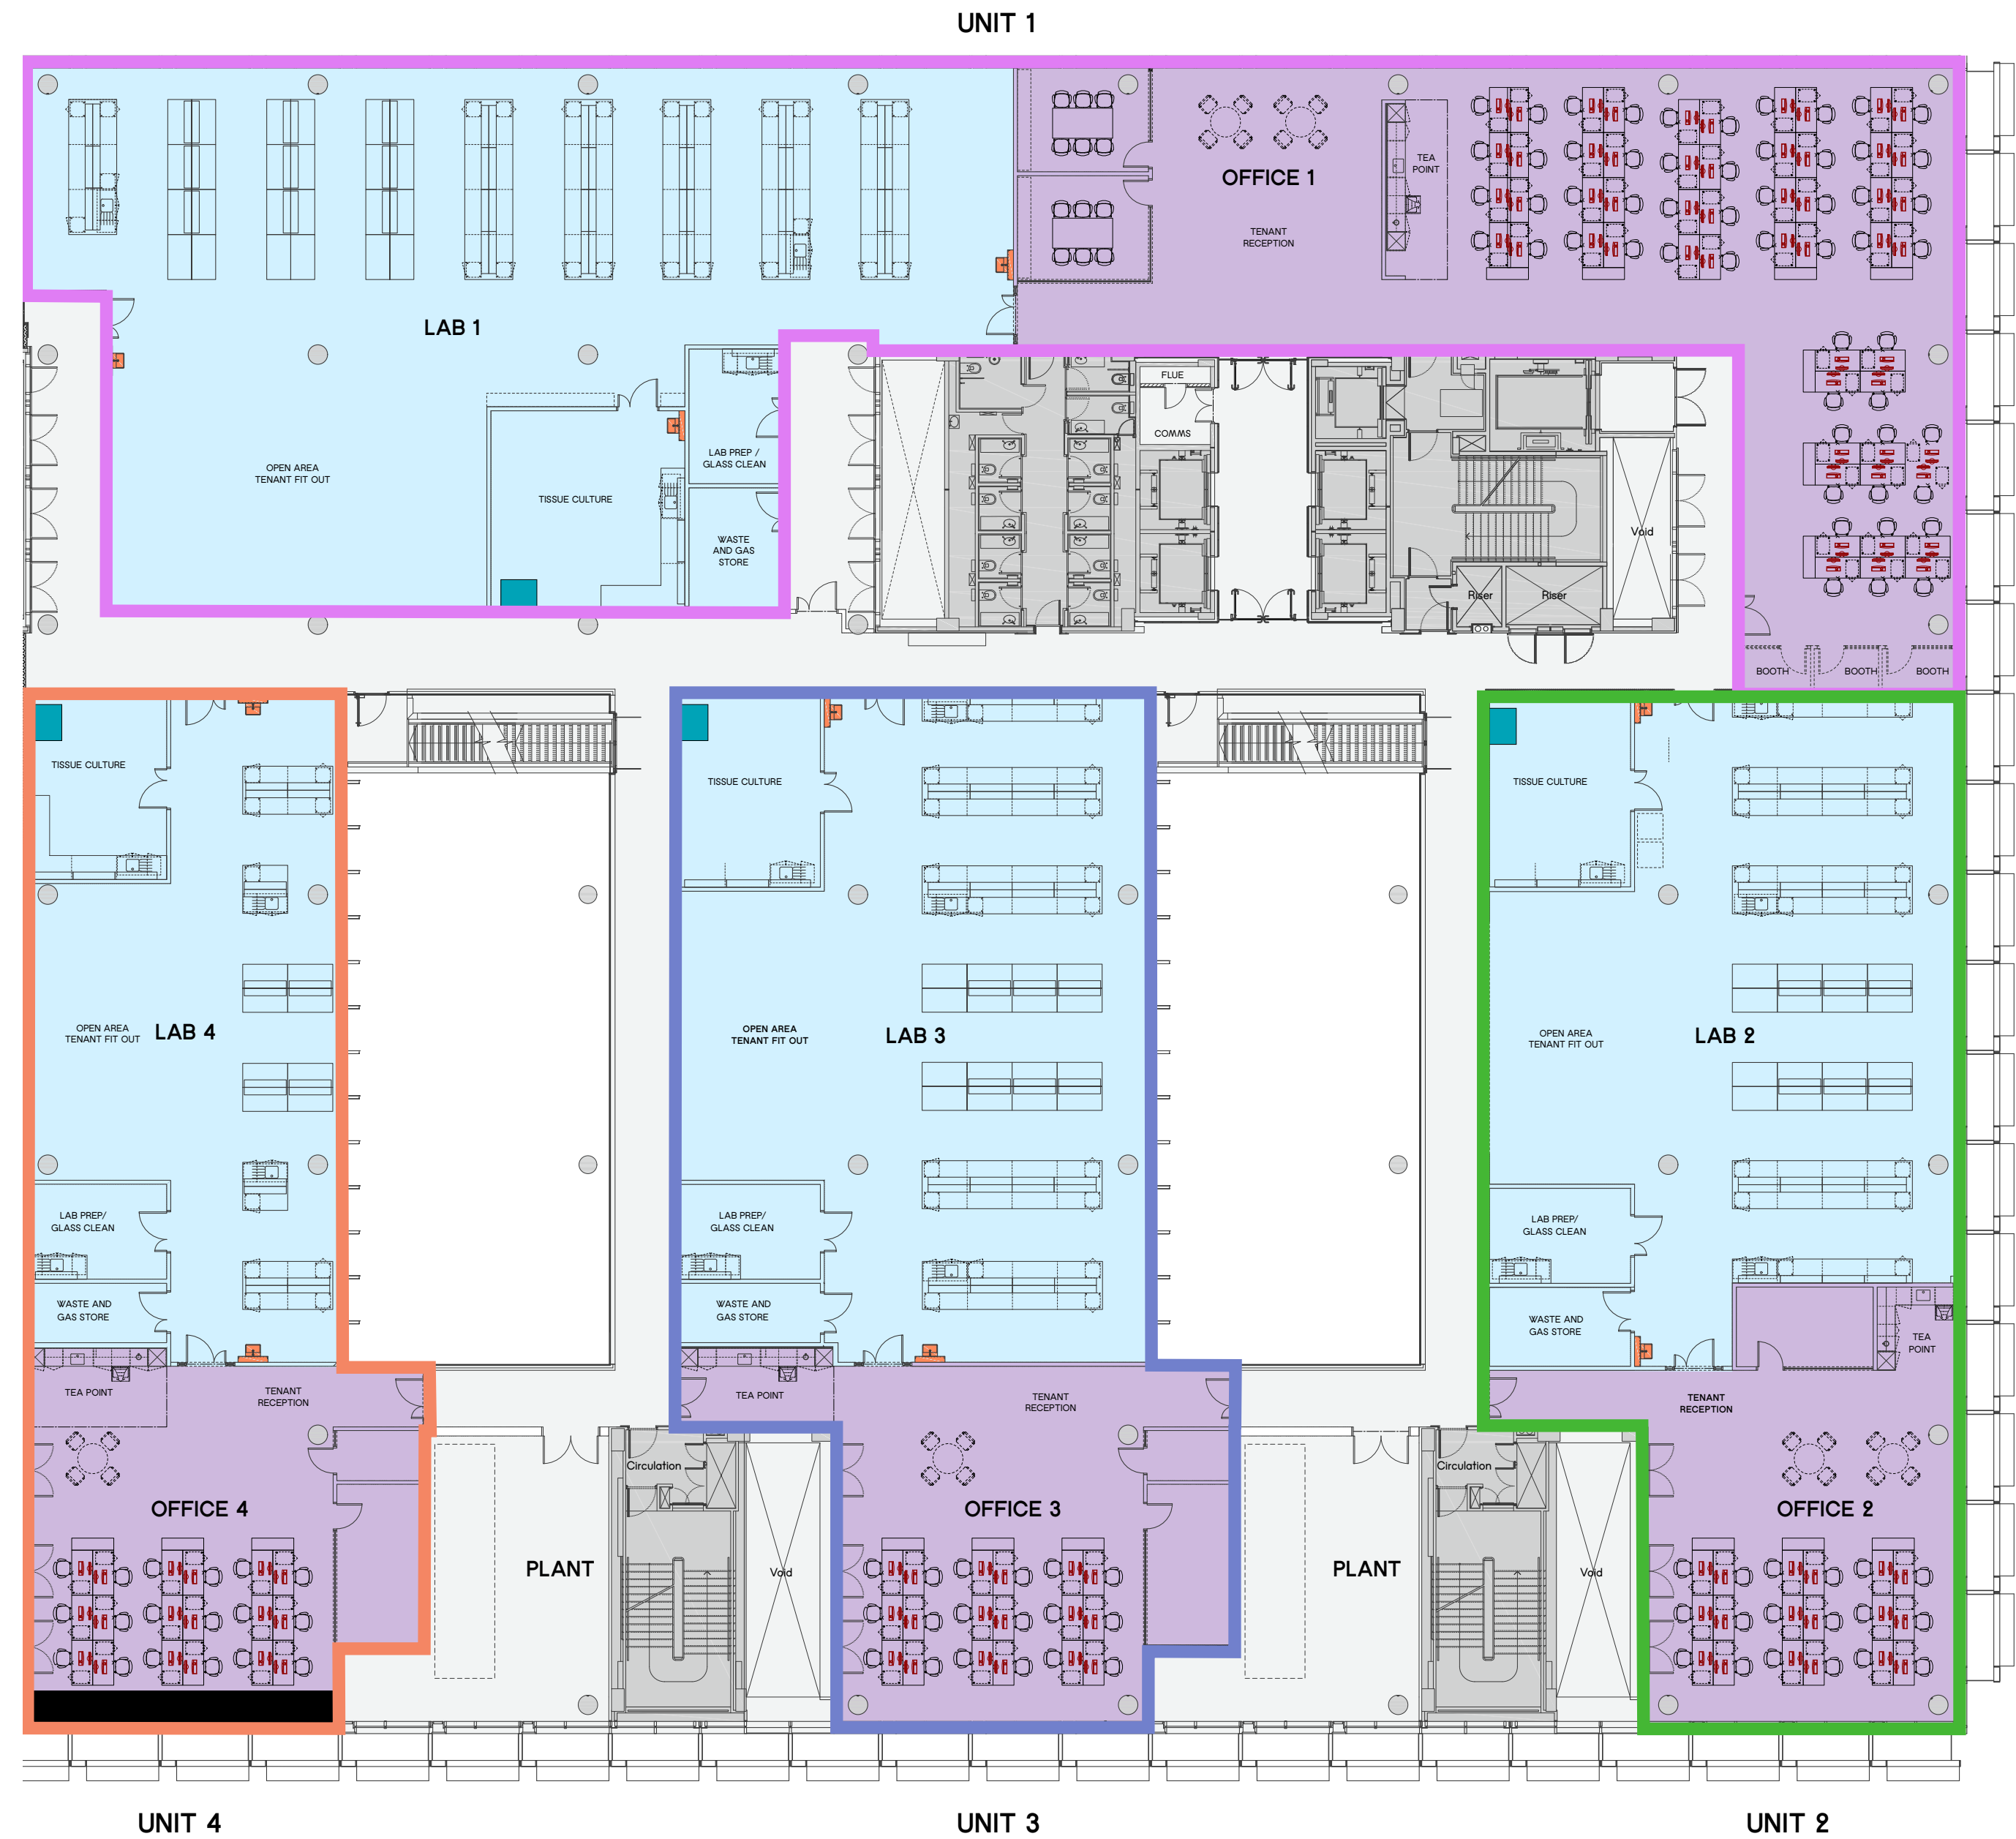 UNIT 1
OFFICE 1
TEA
POINT
TENANT
RECEPTION
LAB 1
FLUE
COMMS
LAB PREP /
GLASS CLEAN
OPEN AREA
TENANT FIT OUT
TISSUE CULTURE
WASTE
AND GAS
STORE
Void
Riser
Riser
BOOTH
BOOTH
BOOTH
TISSUE CULTURE
TISSUE CULTURE
TISSUE CULTURE
OPEN AREA
TENANT FIT OUT
LAB 4
OPEN AREA
TENANT FIT OUT
LAB 3
OPEN AREA
TENANT FIT OUT
LAB 2
LAB PREP/
GLASS CLEAN
LAB PREP/
GLASS CLEAN
LAB PREP/
GLASS CLEAN
WASTE AND
GAS STORE
WASTE AND
GAS STORE
WASTE AND
GAS STORE
TEA
POINT
TEA POINT
TENANT
RECEPTION
TEA POINT
TENANT
RECEPTION
TENANT
RECEPTION
Circulation
Circulation
OFFICE 4
OFFICE 3
OFFICE 2
PLANT
Void
PLANT
Void
UNIT 4
UNIT 3
UNIT 2